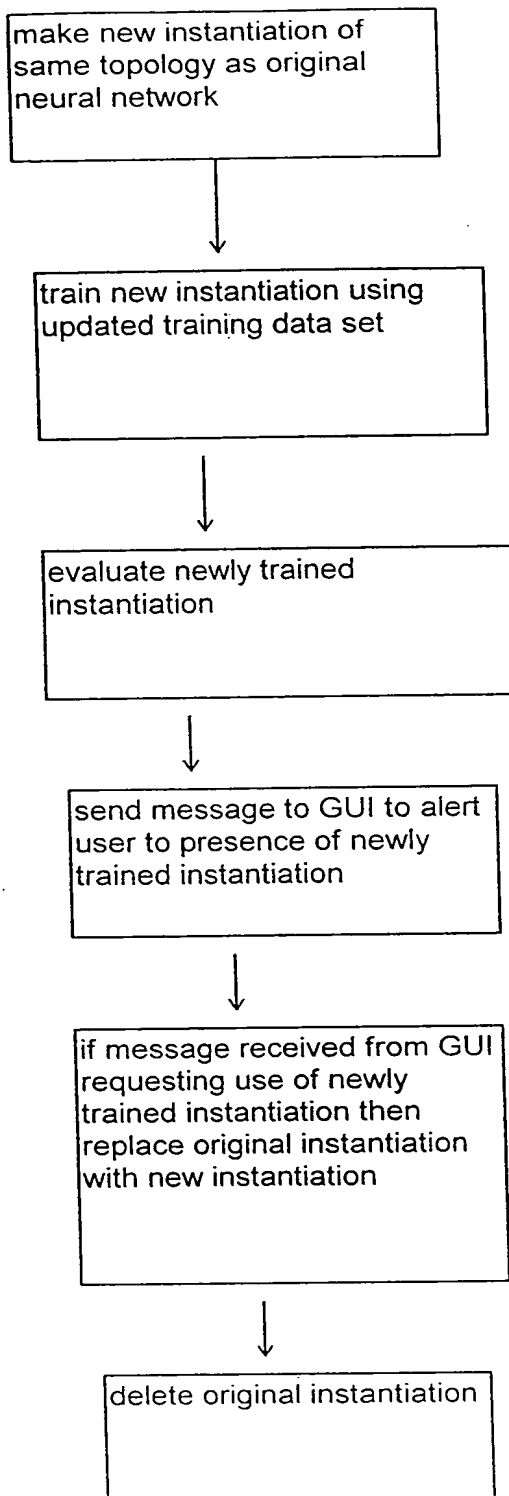 make new instantiation of
same topology as original
neural network
train new instantiation using
updated training data set
evaluate newly trained
instantiation
send message to GUI to alert
user to presence of newly
trained instantiation
if message received from GUI
requesting use of newly
trained instantiation then
replace original instantiation
with new instantiation
delete original instantiation